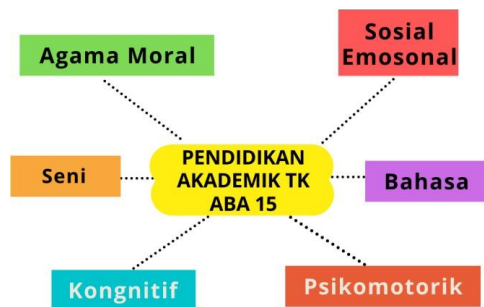 Agama Moral
Sosial
Emosonal
PENDIDIKAN
AKADEMIK TK
ABA 15
Seni
Bahasa
Kongnitif
Psikomotorik